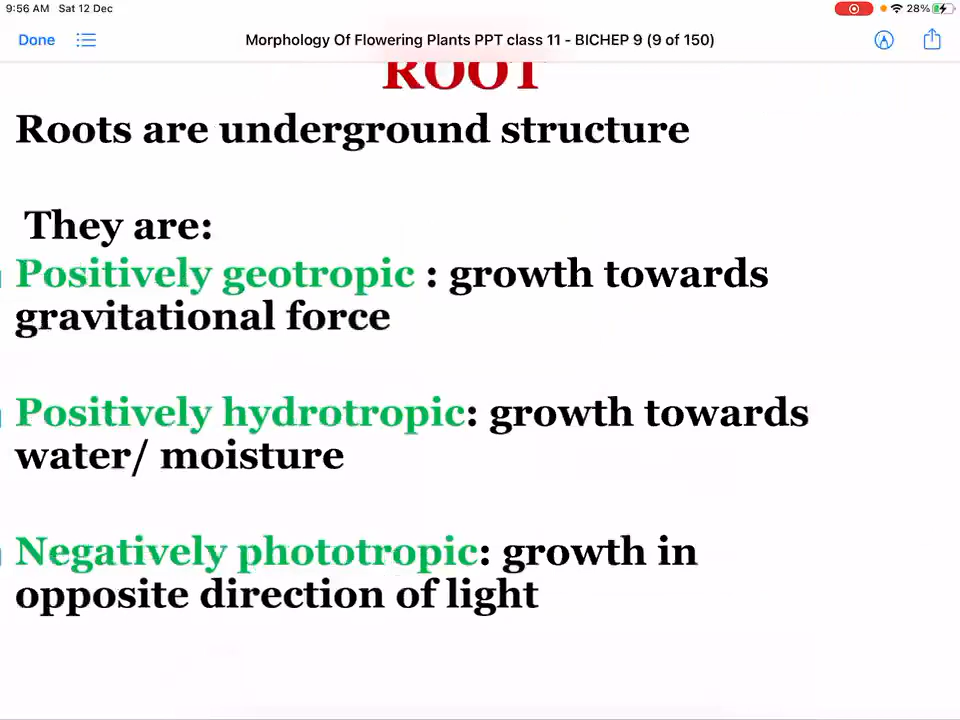 9:56 AM Sat 12 Dec
28%
Done
Morphology Of Flowering Plants PPT class 11 - BICHEP 9 (9 of 150)
ROOT
Roots are underground structure
They are:
Positively geotropic : growth towards
gravitational force
Positively hydrotropic: growth towards
water/ moisture
Negatively phototropic: growth in
opposite direction of light